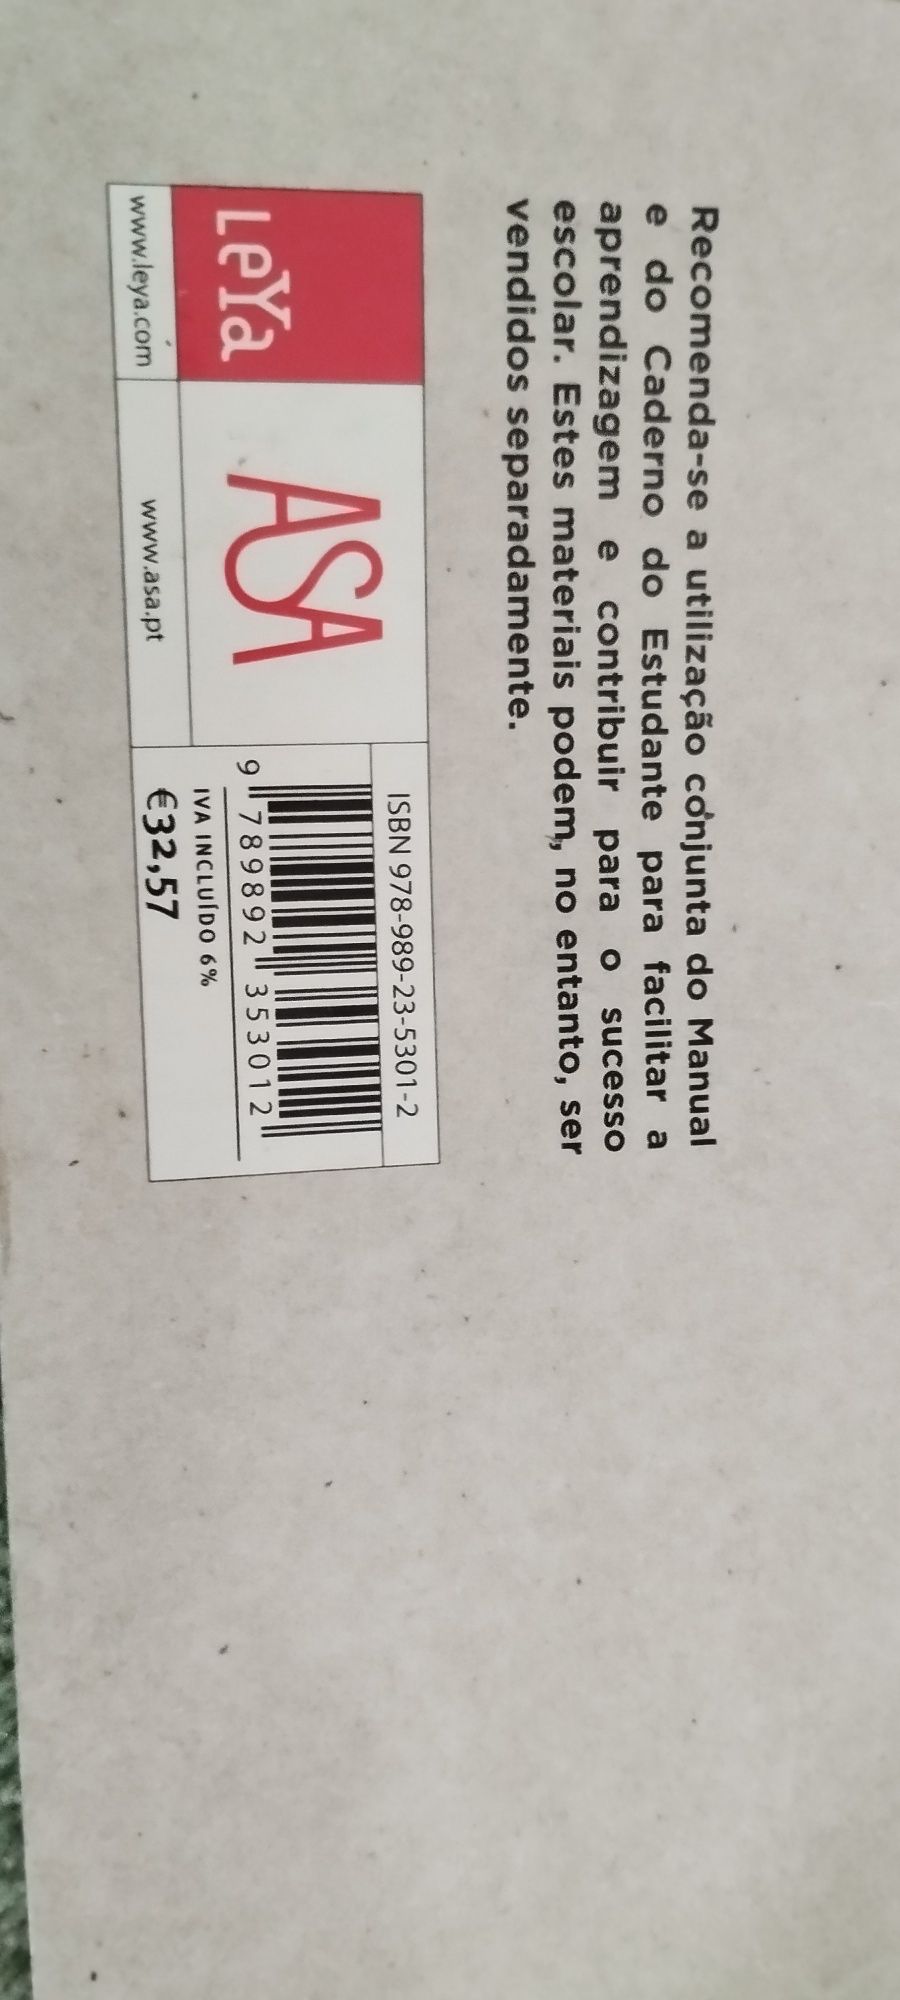 Recomenda-se a utilização conjunta do Manual
e do Caderno do Estudante para facilitar a
aprendizagem e contribuir para o sucesso
escolar. Estes materiais podem, no entanto, ser
vendidos separadamente.
LeYa
www.leya.com
ASA
www.asa.pt
ISBN 978-989-23-5301-2
9 789892 353012
IVA INCLUÍDO 6%
€32,57